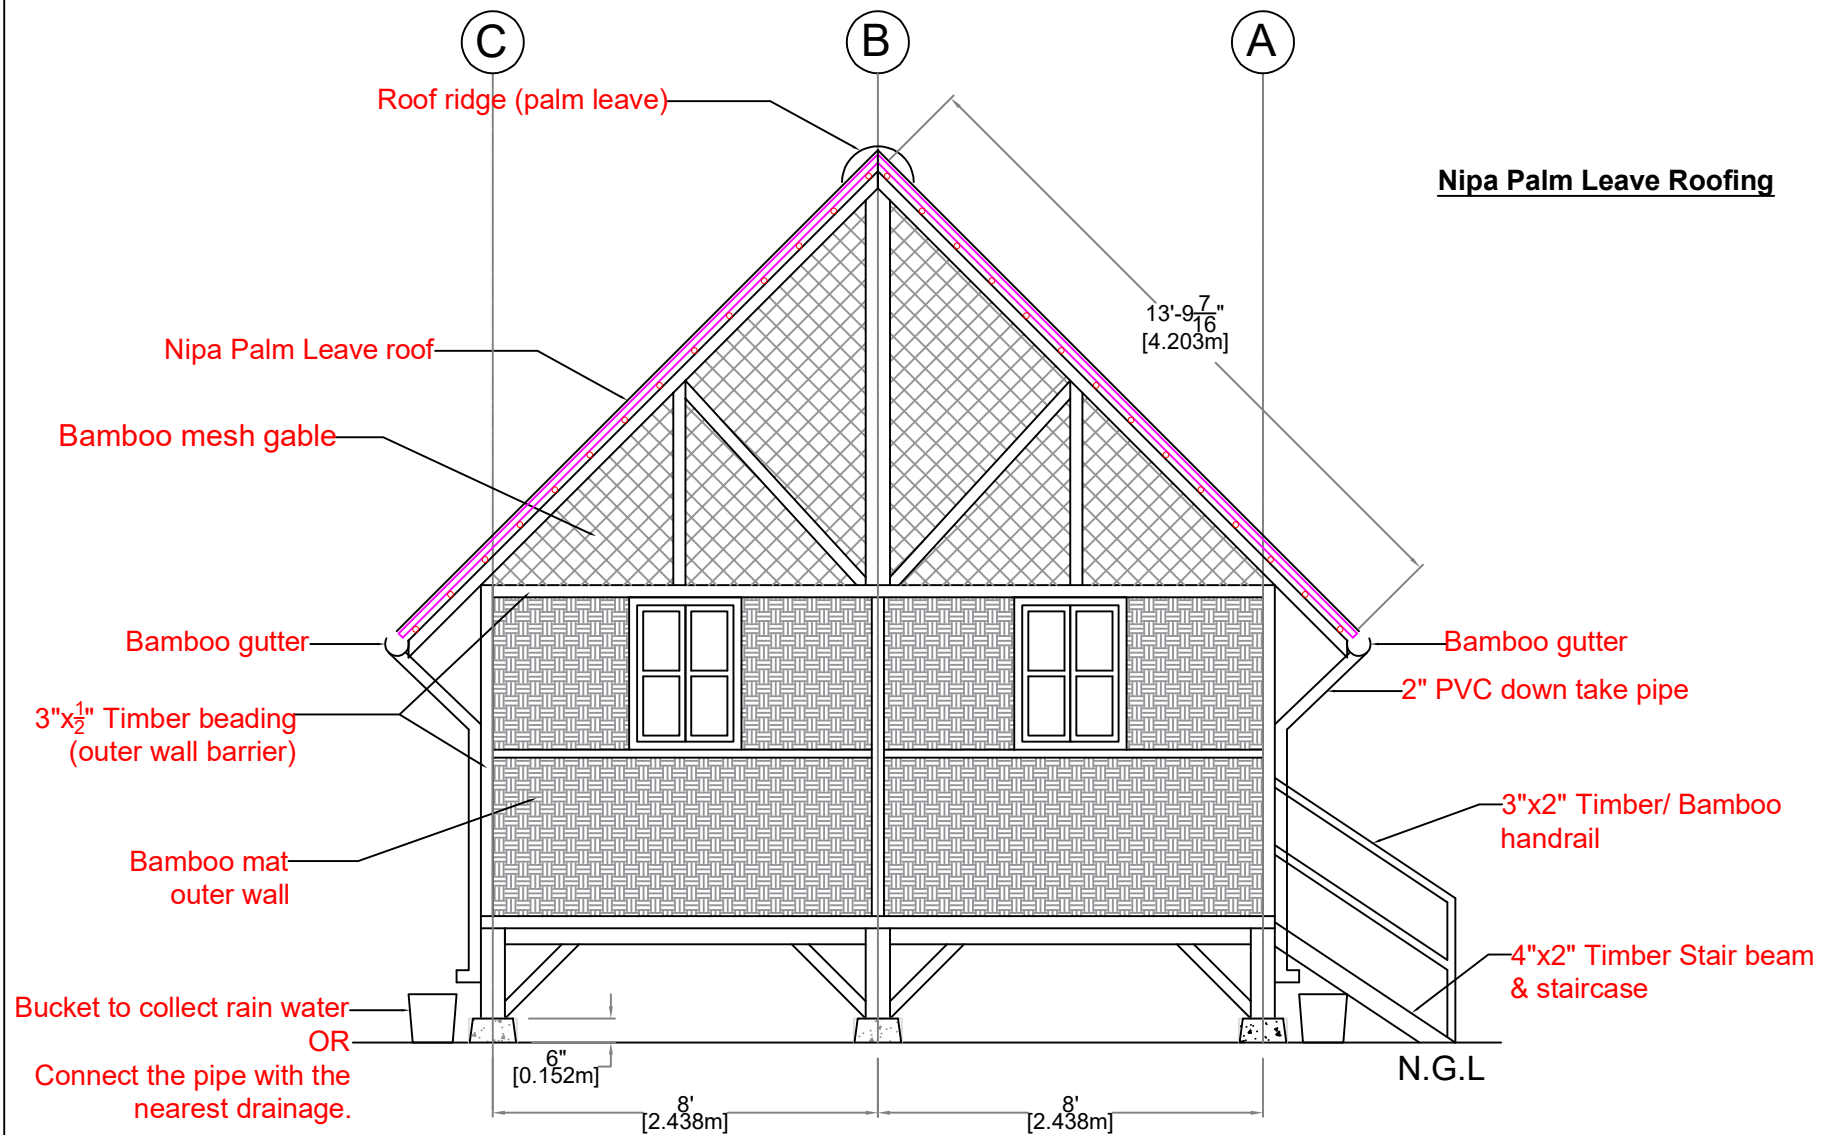 C
B
A
Roof ridge (palm leave)
Nipa Palm Leave Roofing
13'-9 7/16"
[4.203m]
Nipa Palm Leave roof
Bamboo mesh gable
Bamboo gutter
Bamboo gutter
2" PVC down take pipe
3"x1/2" Timber beading
(outer wall barrier)
3"x2" Timber/ Bamboo
handrail
Bamboo mat
outer wall
4"x2" Timber Stair beam
& staircase
Bucket to collect rain water
OR
Connect the pipe with the
nearest drainage.
6"
[0.152m]
N.G.L
8'
[2.438m]
8'
[2.438m]